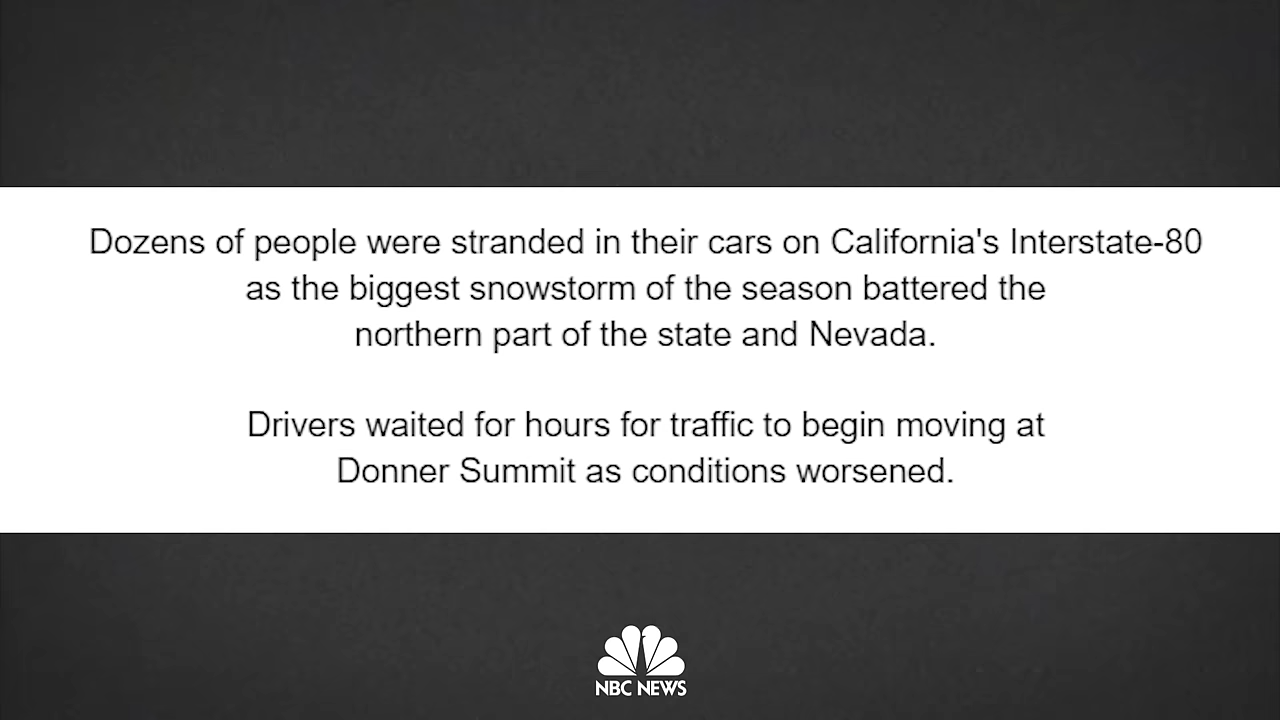 Dozens of people were stranded in their cars on California's Interstate-80
as the biggest snowstorm of the season battered the
northern part of the state and Nevada.
Drivers waited for hours for traffic to begin moving at
Donner Summit as conditions worsened.
NBC NEWS